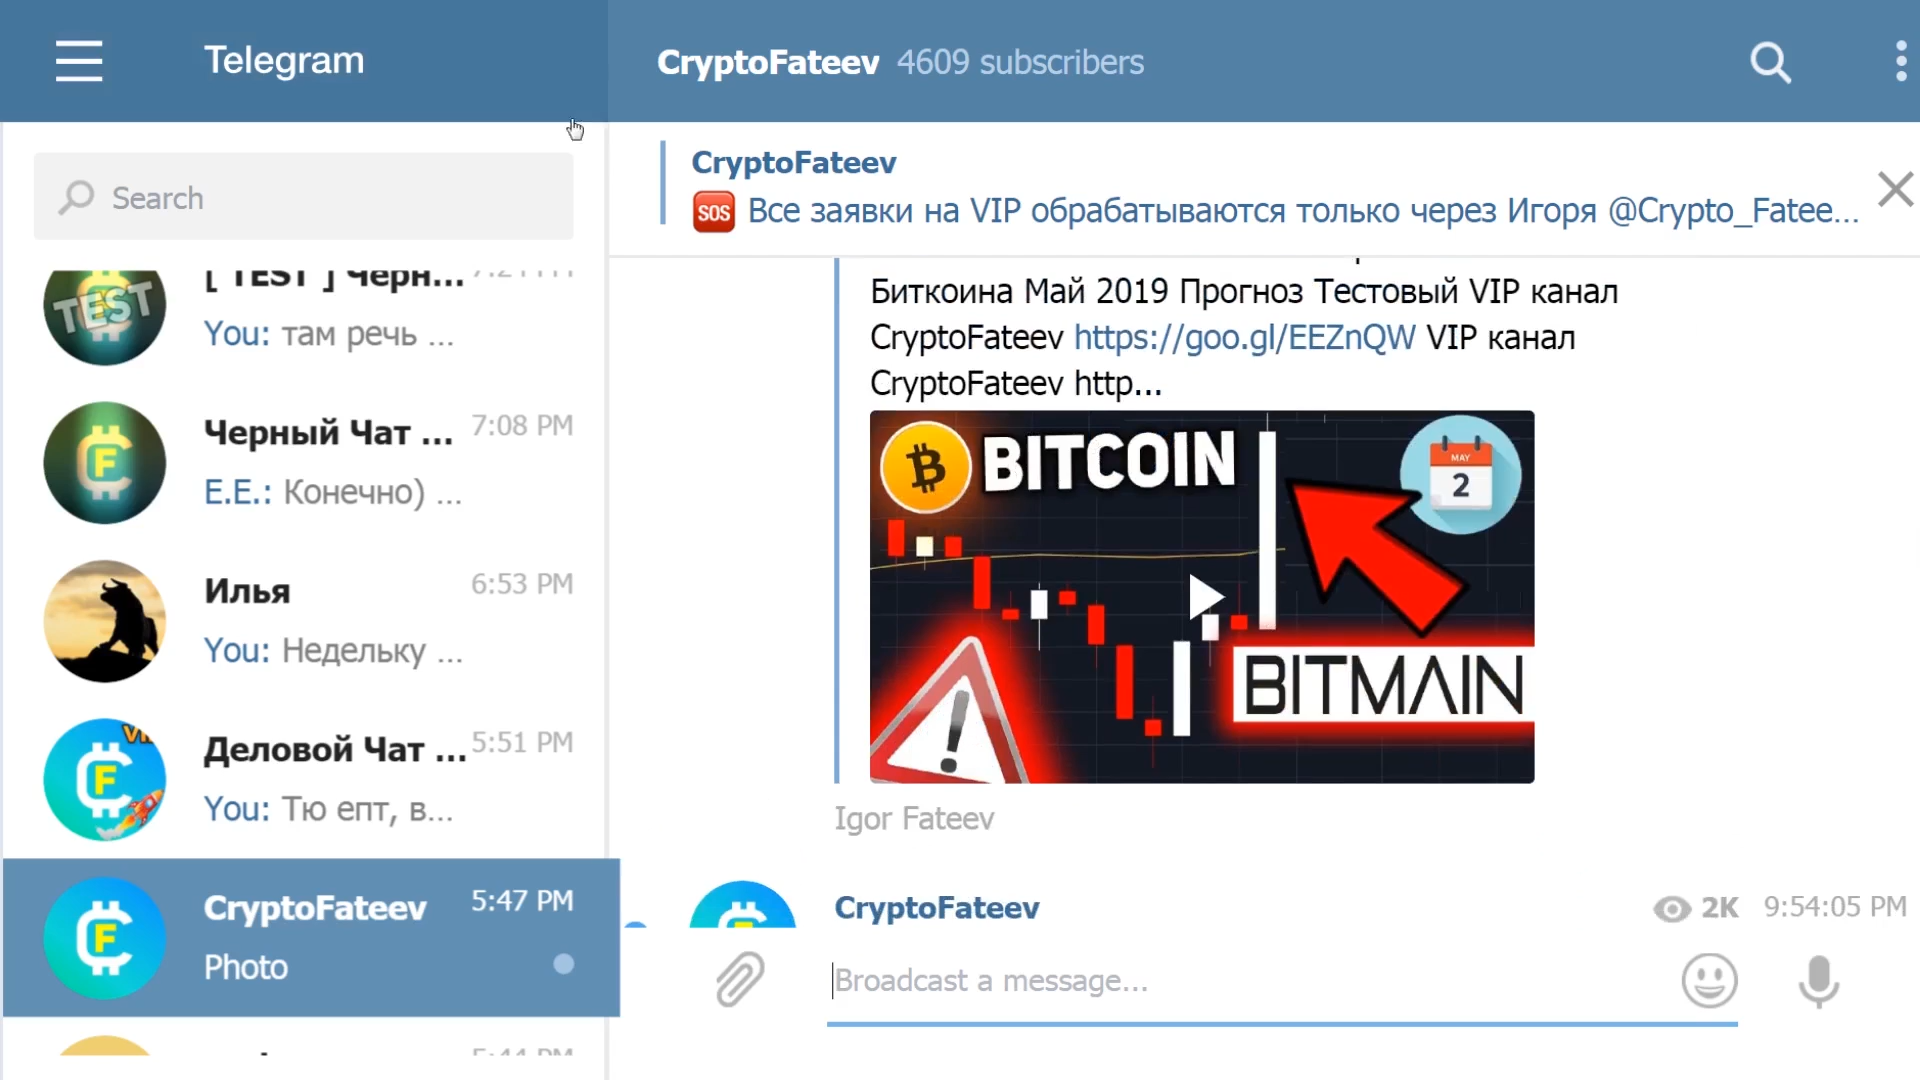 Telegram
CryptoFateev 4609 subscribers
Search
CryptoFateev
SOS Все заявки на VIP обрабатываются только через Игоря @Crypto_Fatee...
[ TEST ] Черн...
TEST
You: там речь ...
Черный Чат ... 7:08 PM
E.E.: Конечно) ...
Илья 6:53 PM
You: Недельку ...
Деловой Чат ... 5:51 PM
You: Тю епт, в...
CryptoFateev 5:47 PM
Photo
5:44 PM
Биткоина Май 2019 Прогноз Тестовый VIP канал
CryptoFateev https://goo.gl/EEZnQW VIP канал
CryptoFateev http...
BITCOIN
MAY
2
BITMAIN
Igor Fateev
CryptoFateev 2K 9:54:05 PM
Broadcast a message...